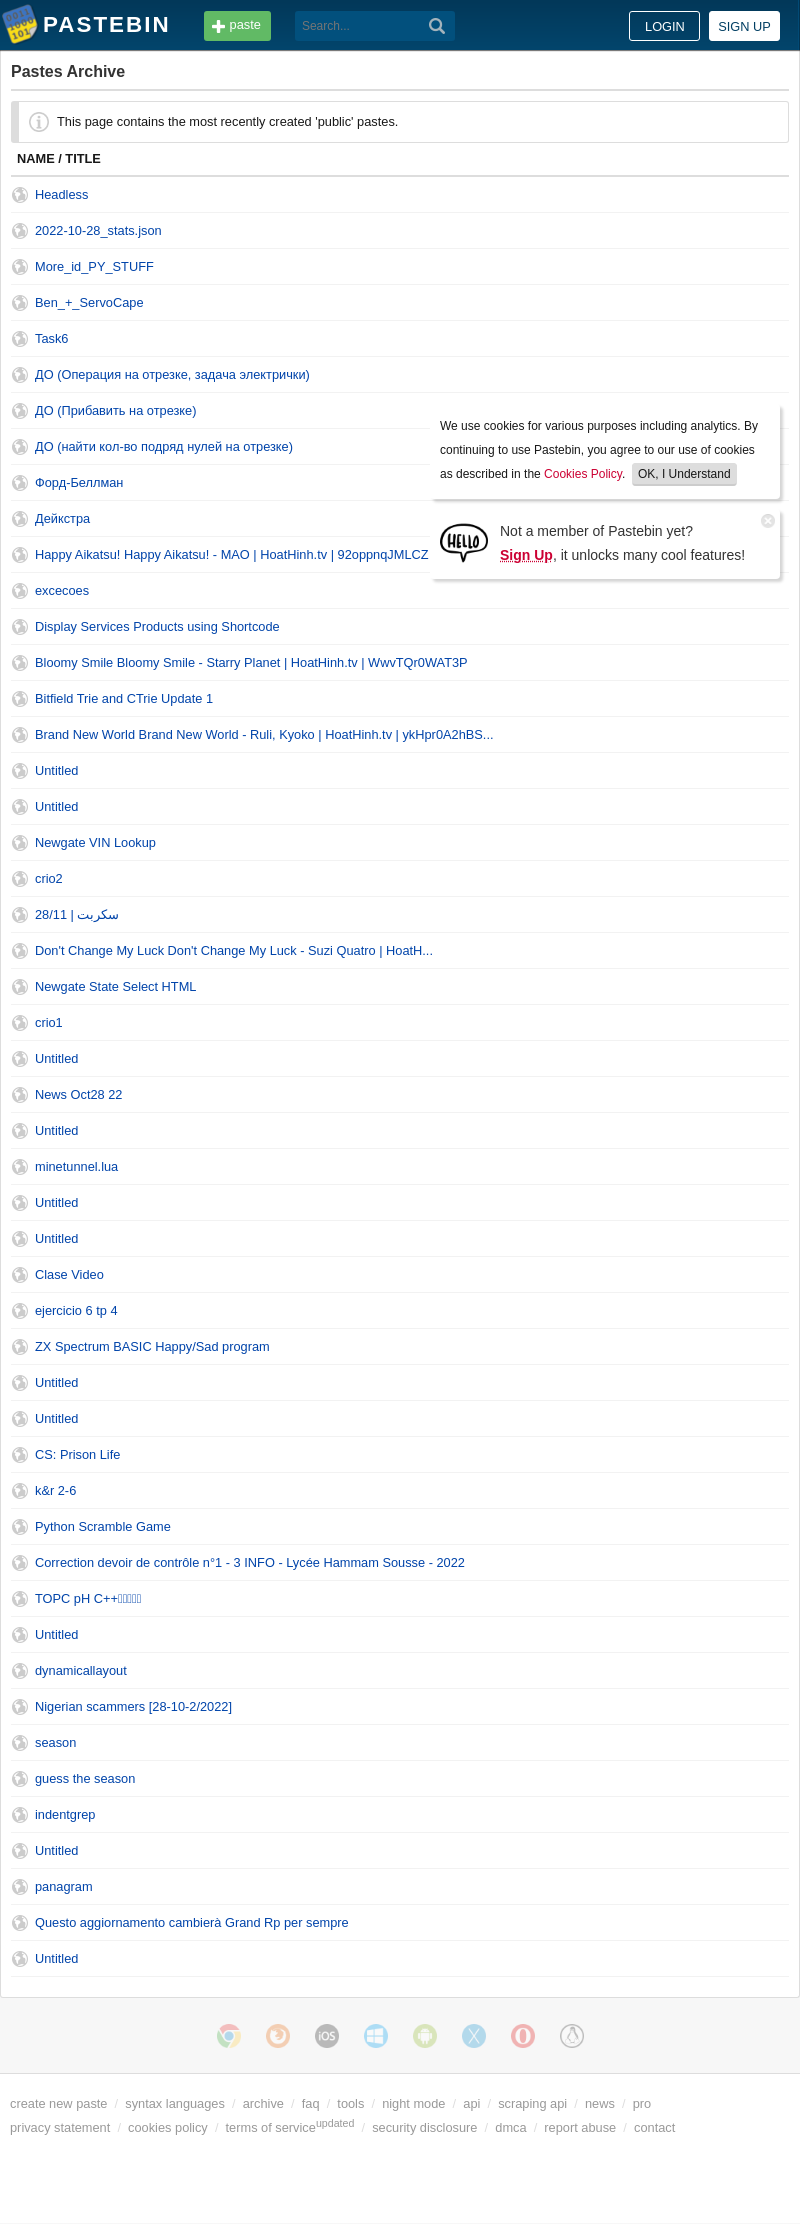 PASTEBIN
paste
Search...
LOGIN
SIGN UP
Pastes Archive
This page contains the most recently created 'public' pastes.
NAME / TITLE
Headless
2022-10-28_stats.json
More_id_PY_STUFF
Ben_+_ServoCape
Task6
ДО (Операция на отрезке, задача электрички)
ДО (Прибавить на отрезке)
ДО (найти кол-во подряд нулей на отрезке)
Форд-Беллман
Дейкстра
We use cookies for various purposes including analytics. By
continuing to use Pastebin, you agree to our use of cookies
as described in the Cookies Policy. OK, I Understand
HELLO
Not a member of Pastebin yet?
Sign Up, it unlocks many cool features!
Happy Aikatsu! Happy Aikatsu! - MAO | HoatHinh.tv | 92oppnqJMLCZ
excecoes
Display Services Products using Shortcode
Bloomy Smile Bloomy Smile - Starry Planet | HoatHinh.tv | WwvTQr0WAT3P
Bitfield Trie and CTrie Update 1
Brand New World Brand New World - Ruli, Kyoko | HoatHinh.tv | ykHpr0A2hBS...
Untitled
Untitled
Newgate VIN Lookup
crio2
28/11 | سكربت
Don't Change My Luck Don't Change My Luck - Suzi Quatro | HoatH...
Newgate State Select HTML
crio1
Untitled
News Oct28 22
Untitled
minetunnel.lua
Untitled
Untitled
Clase Video
ejercicio 6 tp 4
ZX Spectrum BASIC Happy/Sad program
Untitled
Untitled
CS: Prison Life
k&r 2-6
Python Scramble Game
Correction devoir de contrôle n°1 - 3 INFO - Lycée Hammam Sousse - 2022
TOPC pH C++
Untitled
dynamicallayout
Nigerian scammers [28-10-2/2022]
season
guess the season
indentgrep
Untitled
panagram
Questo aggiornamento cambierà Grand Rp per sempre
Untitled
iOS
create new paste / syntax languages / archive / faq / tools / night mode / api / scraping api / news / pro
privacy statement / cookies policy / terms of service updated / security disclosure / dmca / report abuse / contact